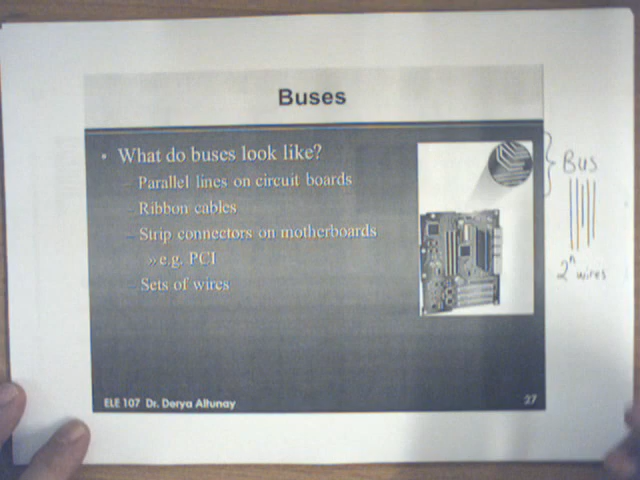 Buses
• What do buses look like?
– Parallel lines on circuit boards
– Ribbon cables
– Strip connectors on motherboards
» e.g. PCI
– Sets of wires
Bus
2ⁿ wires
ELE 107 Dr. Derya Altunay
27